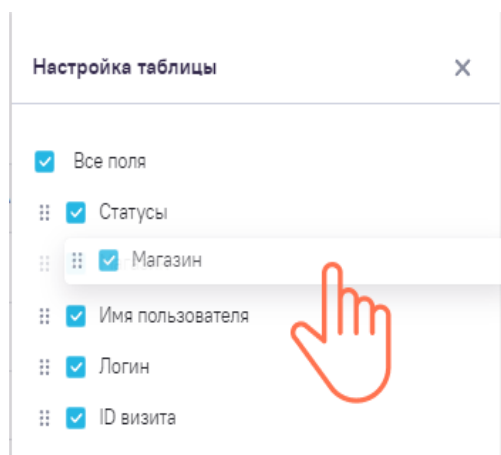 Настройка таблицы
Все поля
Статусы
Магазин
Имя пользователя
Логин
ID визита